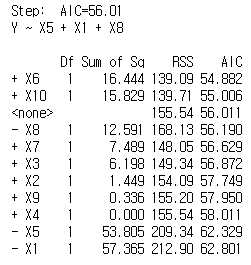 Step:  AIC=56.01
Y ~ X5 + X1 + X8

        Df Sum of Sq    RSS    AIC
+ X6     1    16.444 139.09 54.882
+ X10    1    15.829 139.71 55.006
<none>               155.54 56.011
- X8     1    12.591 168.13 56.190
+ X7     1     7.489 148.05 56.629
+ X3     1     6.198 149.34 56.872
+ X2     1     1.449 154.09 57.749
+ X9     1     0.336 155.20 57.950
+ X4     1     0.000 155.54 58.011
- X5     1    53.805 209.34 62.329
- X1     1    57.365 212.90 62.801